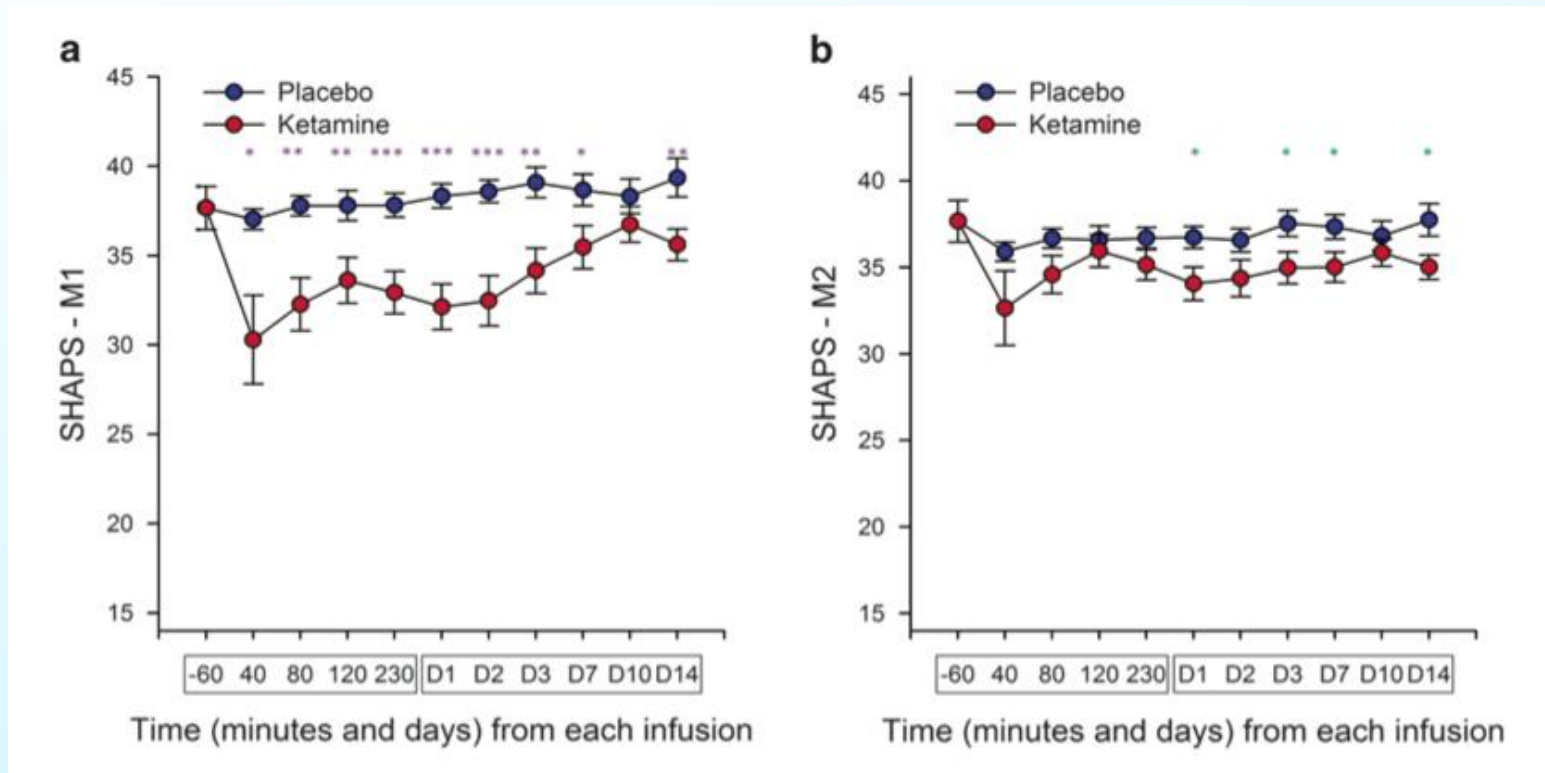 a
45
40
35
30
25
20
15
SHAPS - M1
Placebo
Ketamine
* ** ** *** *** *** ** * **
-60 40 80 120 230 D1 D2 D3 D7 D10 D14
Time (minutes and days) from each infusion
b
45
40
35
30
25
20
15
SHAPS - M2
Placebo
Ketamine
* * * *
-60 40 80 120 230 D1 D2 D3 D7 D10 D14
Time (minutes and days) from each infusion